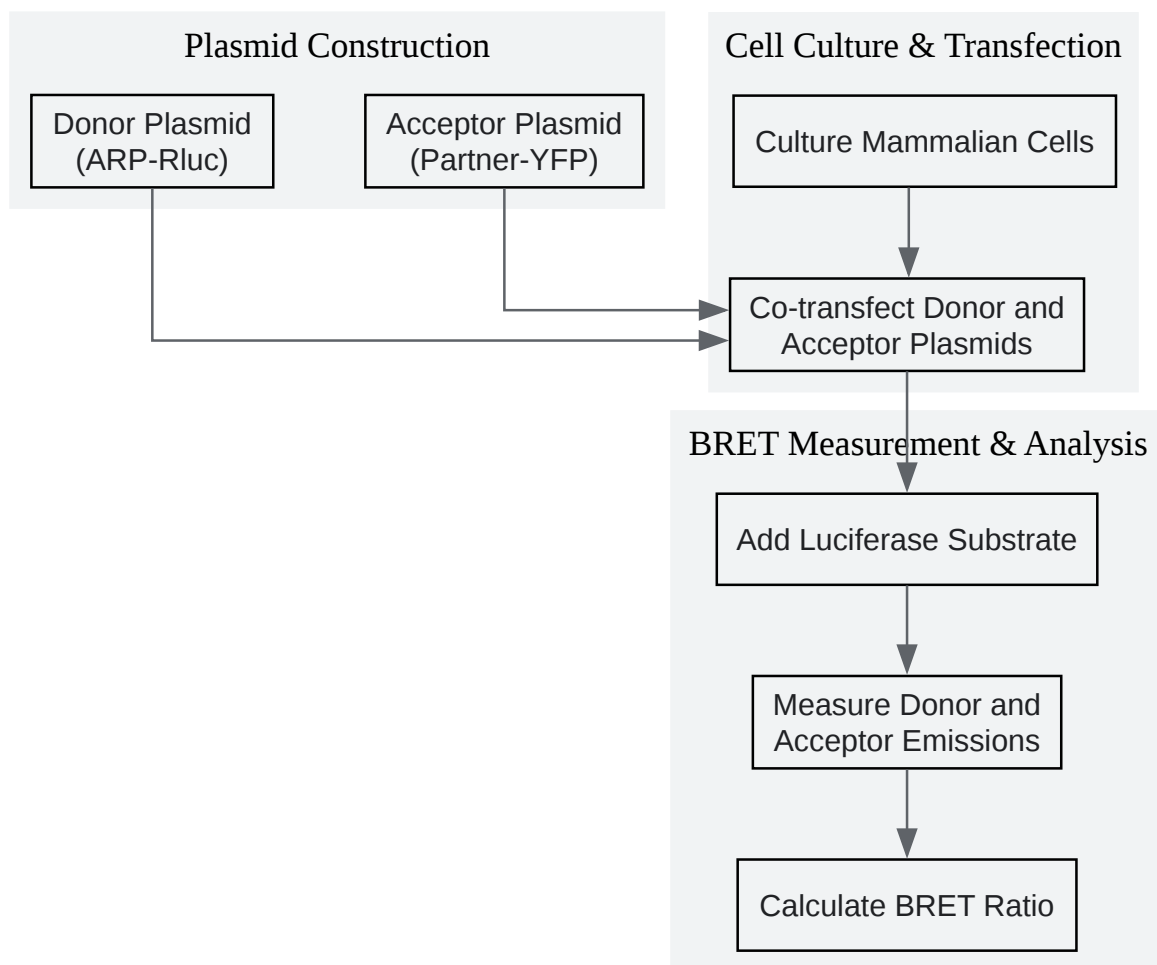 Plasmid Construction
Donor Plasmid
(ARP-Rluc)
Acceptor Plasmid
(Partner-YFP)
Cell Culture & Transfection
Culture Mammalian Cells
Co-transfect Donor and
Acceptor Plasmids
BRET Measurement & Analysis
Add Luciferase Substrate
Measure Donor and
Acceptor Emissions
Calculate BRET Ratio